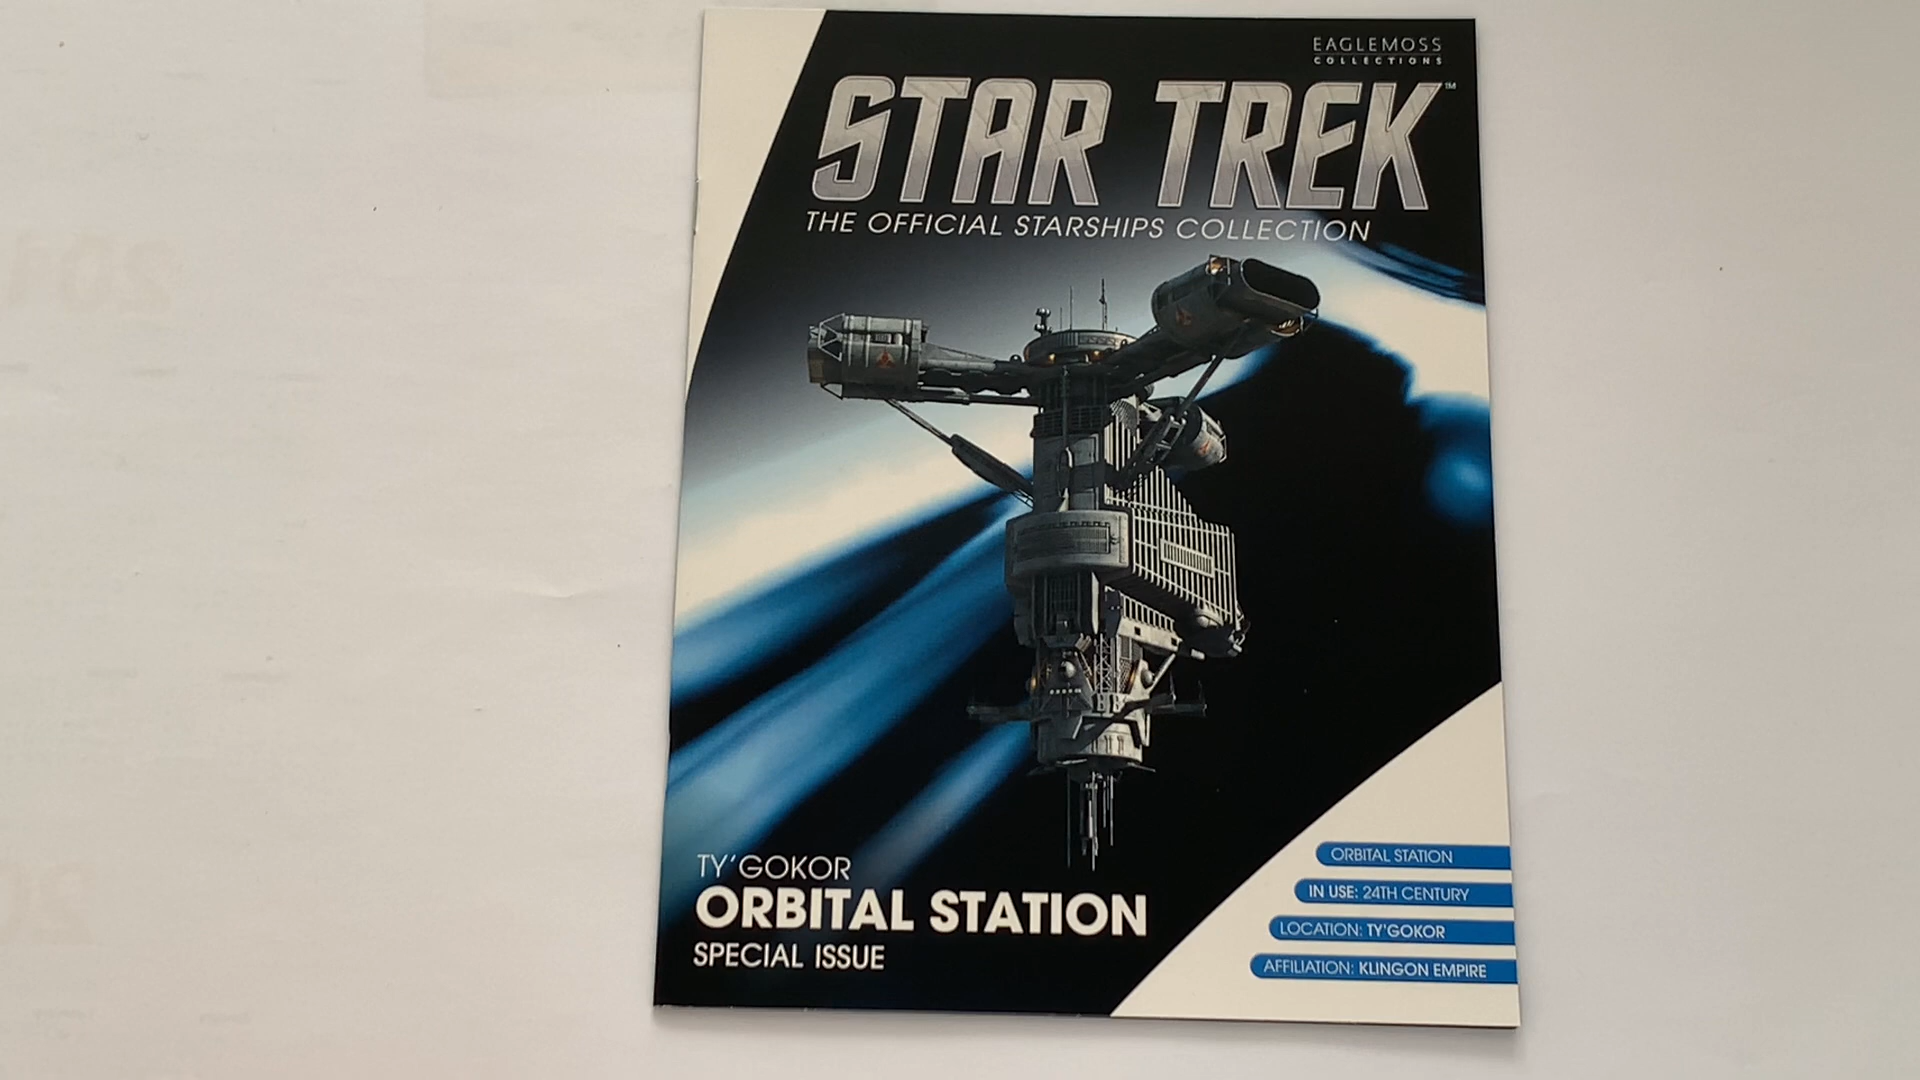 EAGLEMOSS
COLLECTIONS
STAR TREK™
THE OFFICIAL STARSHIPS COLLECTION
TY'GOKOR
ORBITAL STATION
SPECIAL ISSUE
ORBITAL STATION
IN USE: 24TH CENTURY
LOCATION: TY'GOKOR
AFFILIATION: KLINGON EMPIRE